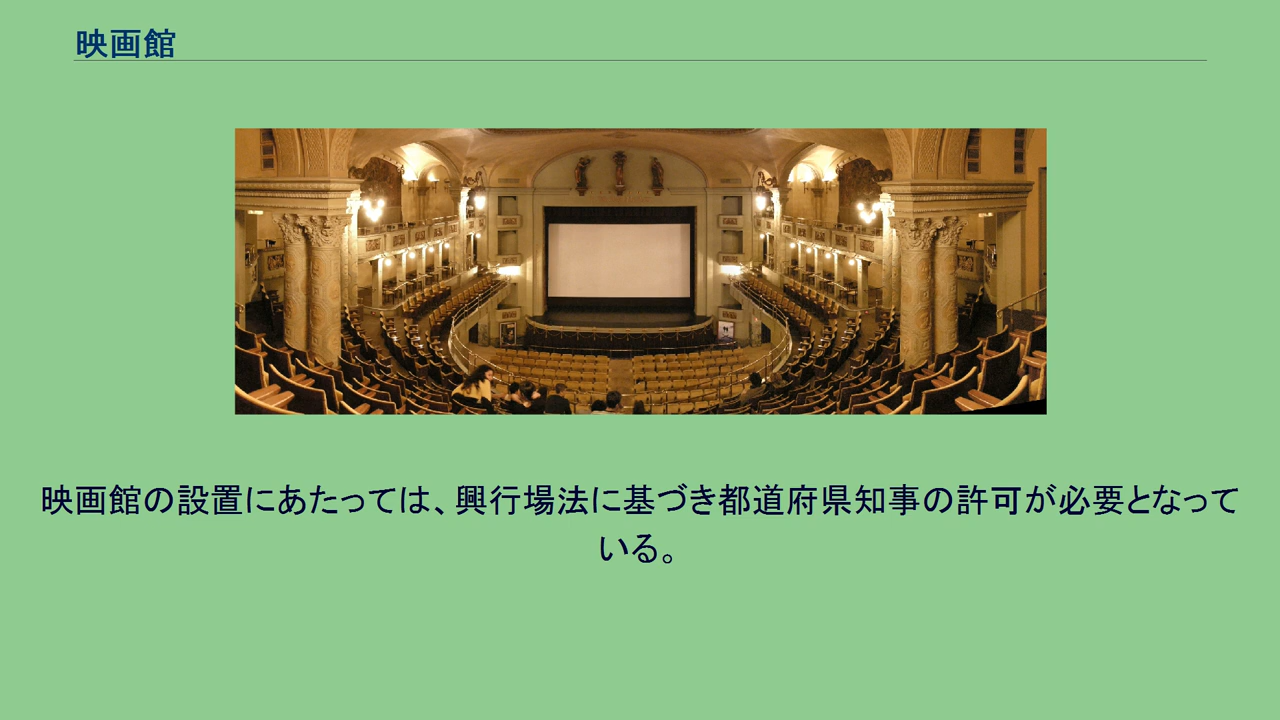 映画館
映画館の設置にあたっては、興行場法に基づき都道府県知事の許可が必要となって
いる。